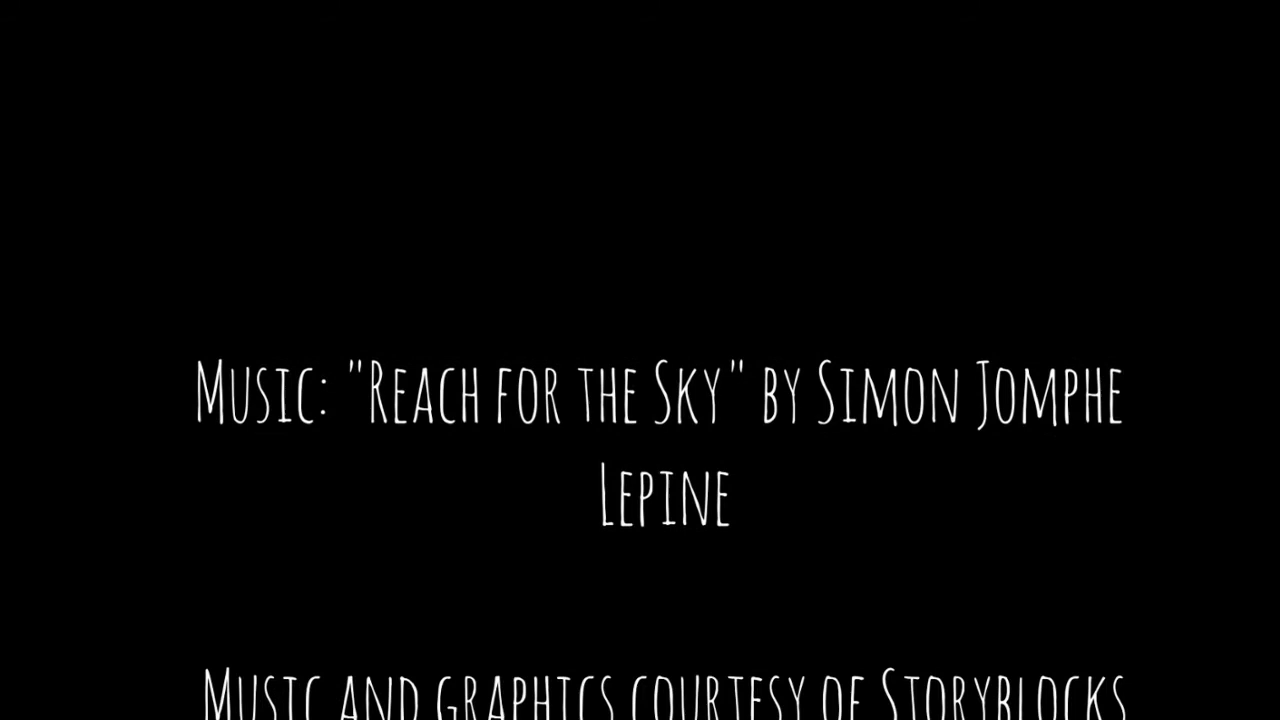 Music: "Reach for the Sky" by Simon Jomphe
Lepine
Music and graphics courtesy of Storyblocks